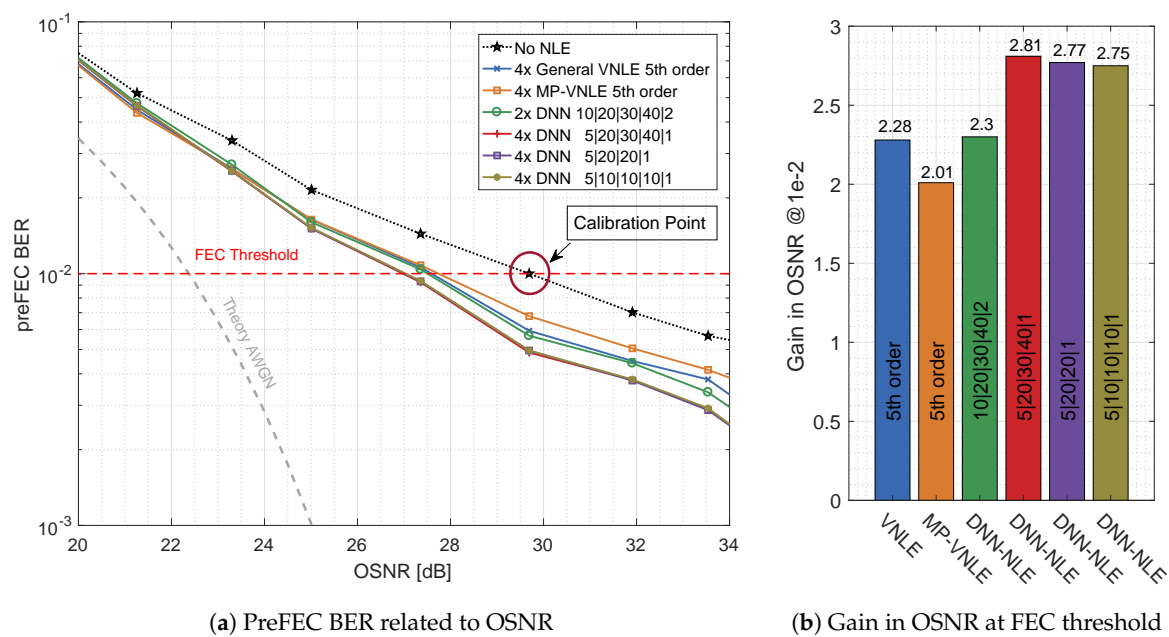 10^-1
10^-2
10^-3
preFEC BER
No NLE
4x General VNLE 5th order
4x MP-VNLE 5th order
2x DNN 10|20|30|40|2
4x DNN 5|20|30|40|1
4x DNN 5|20|20|1
4x DNN 5|10|10|10|1
Calibration Point
FEC Threshold
Theory AWGN
20 22 24 26 28 30 32 34
OSNR [dB]
(a) PreFEC BER related to OSNR
Gain in OSNR @1e-2
3
2.5
2
1.5
1
0.5
0
2.28
2.01
2.3
2.81
2.77
2.75
5th order
5th order
10|20|30|40|2
5|20|30|40|1
5|20|20|1
5|10|10|10|1
VNLE
MP-VNLE
DNN-NLE
DNN-NLE
DNN-NLE
DNN-NLE
(b) Gain in OSNR at FEC threshold